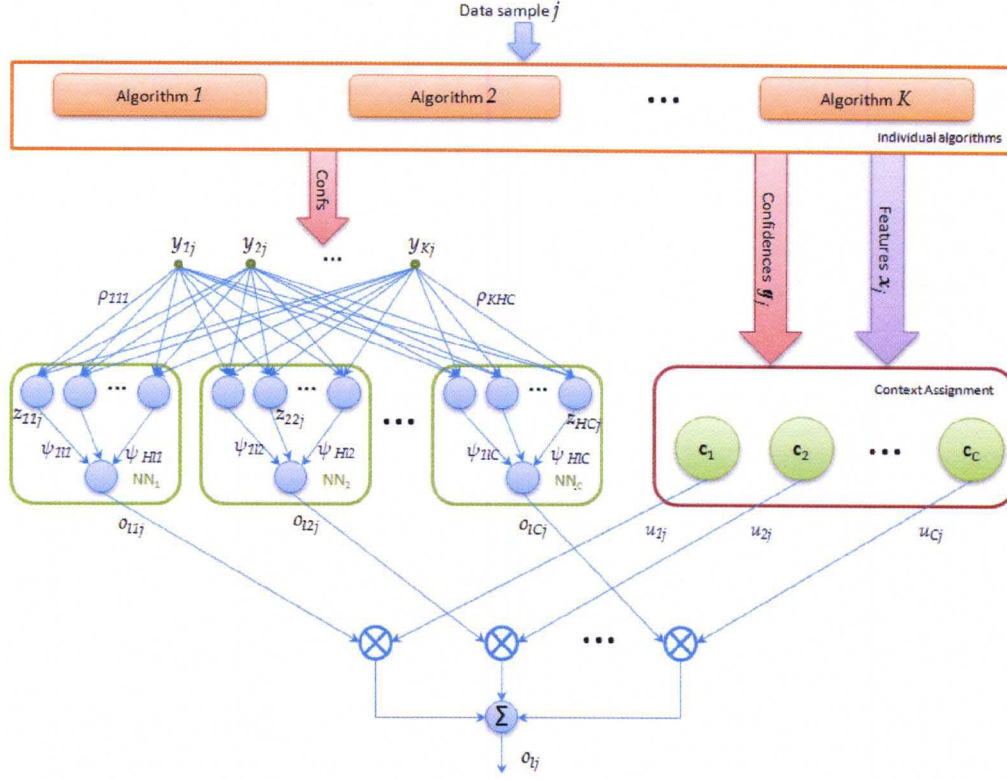 Data sample j
Algorithm 1
Algorithm 2
...
Algorithm K
Individual algorithms
Confs
Confidences y_j
Features x_j
y_1j
y_2j
...
y_Kj
ρ_111
ρ_KHC
...
...
...
Context Assignment
z_11j
z_22j
...
z_HCj
c_1
c_2
...
c_C
ψ_1l1
ψ_Hl1
ψ_1l2
ψ_Hl2
ψ_1lC
ψ_HlC
NN_1
NN_2
NN_C
o_l1j
o_l2j
o_lCj
u_1j
u_2j
u_Cj
...
Σ
o_lj